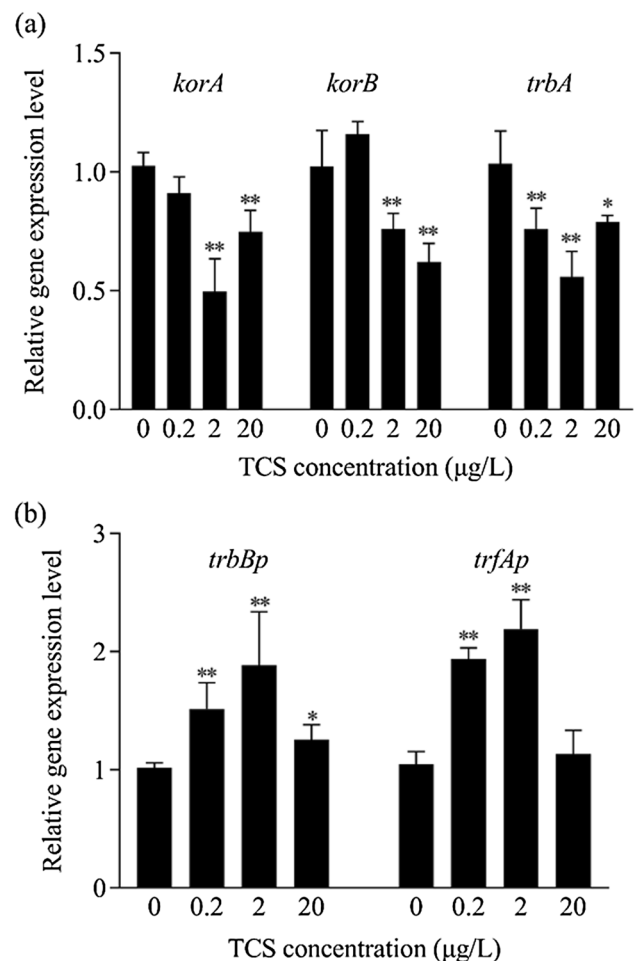 (a)
1.5
korA korB trbA
1.0
** ** ** ** ** ** *
0.5
0.0
Relative gene expression level
0 0.2 2 20 0 0.2 2 20 0 0.2 2 20
TCS concentration (μg/L)
(b)
3
trbBp trfAp
** ** * ** **
2
1
0
Relative gene expression level
0 0.2 2 20 0 0.2 2 20
TCS concentration (μg/L)